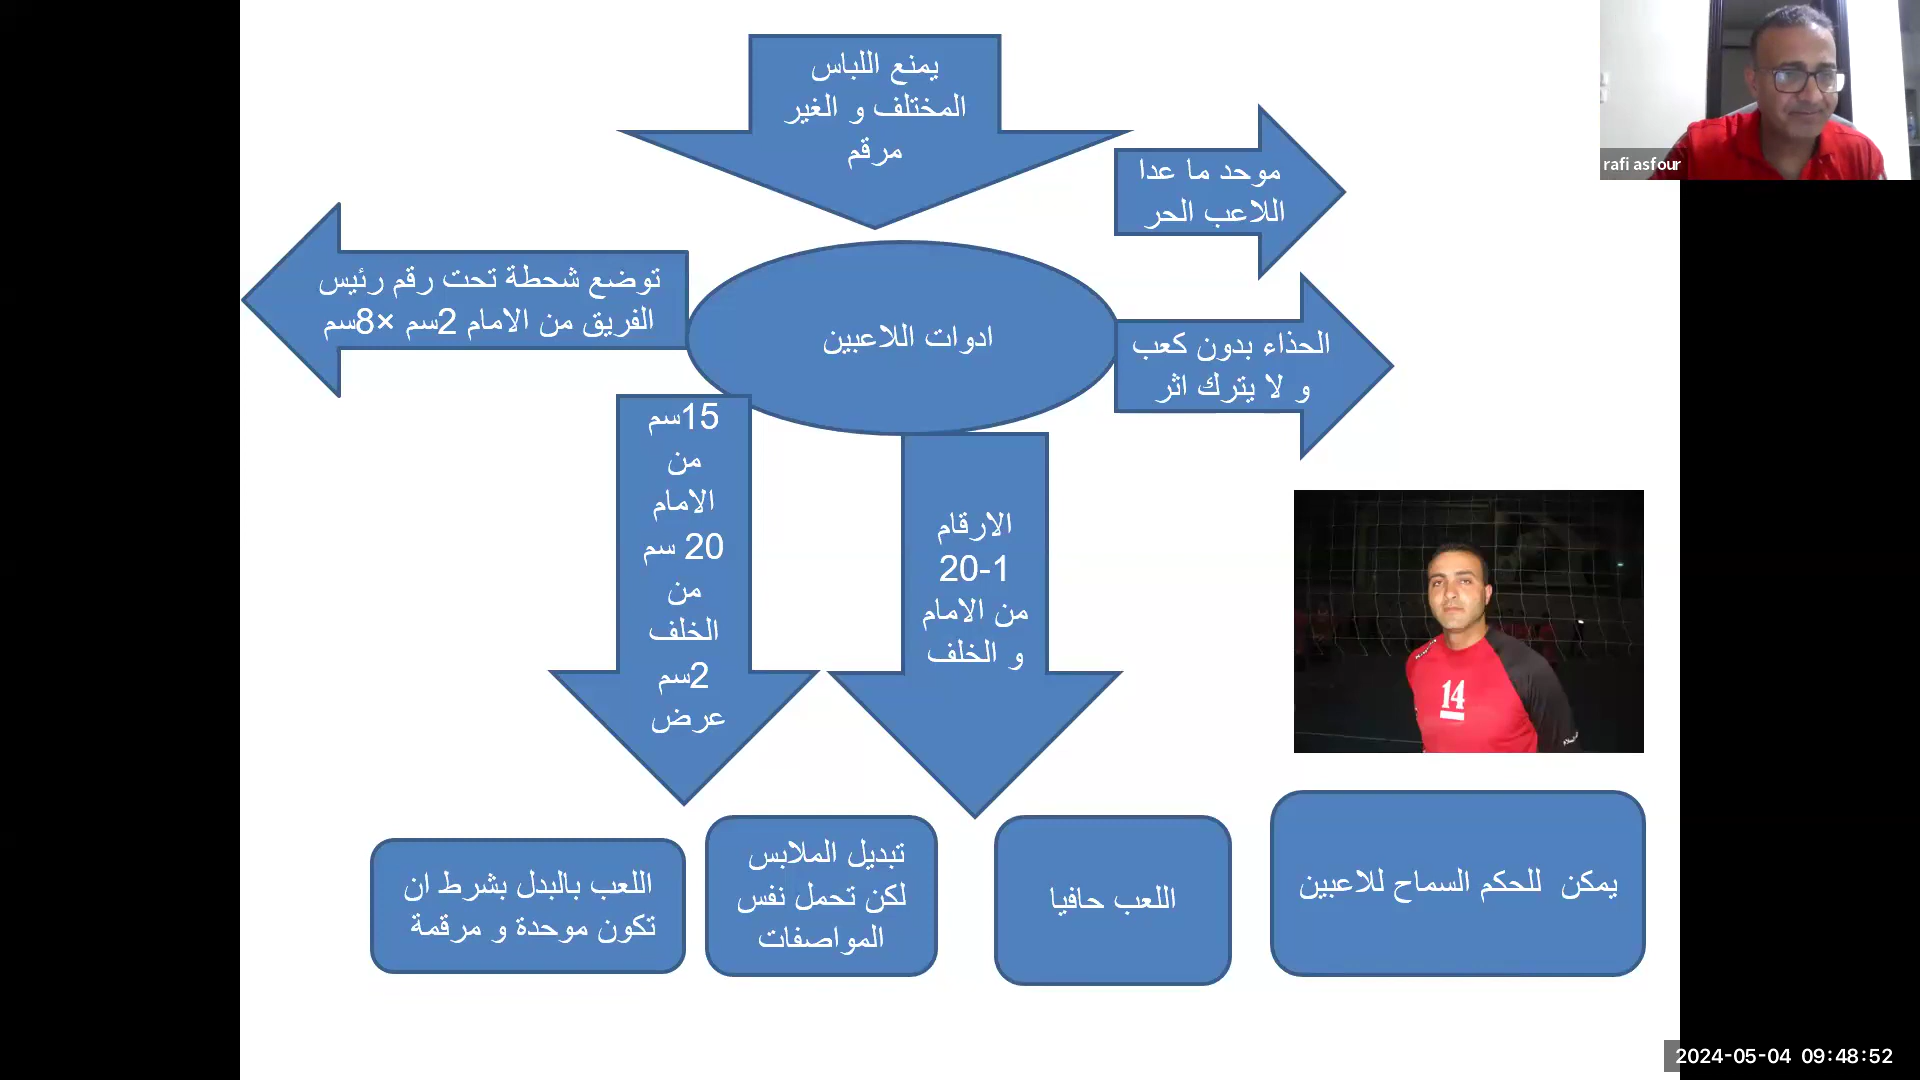 يمنع اللباس
المختلف و الغير
مرقم
موحد ما عدا
اللاعب الحر
توضع شحطة تحت رقم رئيس
الفريق من الامام 2سم ×8سم
ادوات اللاعبين
الحذاء بدون كعب
و لا يترك اثر
15سم
من
الامام
20 سم
من
الخلف
2سم
عرض
الارقام
1-20
من الامام
و الخلف
14
يمكن للحكم السماح للاعبين
اللعب حافيا
تبديل الملابس
لكن تحمل نفس
المواصفات
اللعب بالبدل بشرط ان
تكون موحدة و مرقمة
rafi asfour
2024-05-04 09:48:52